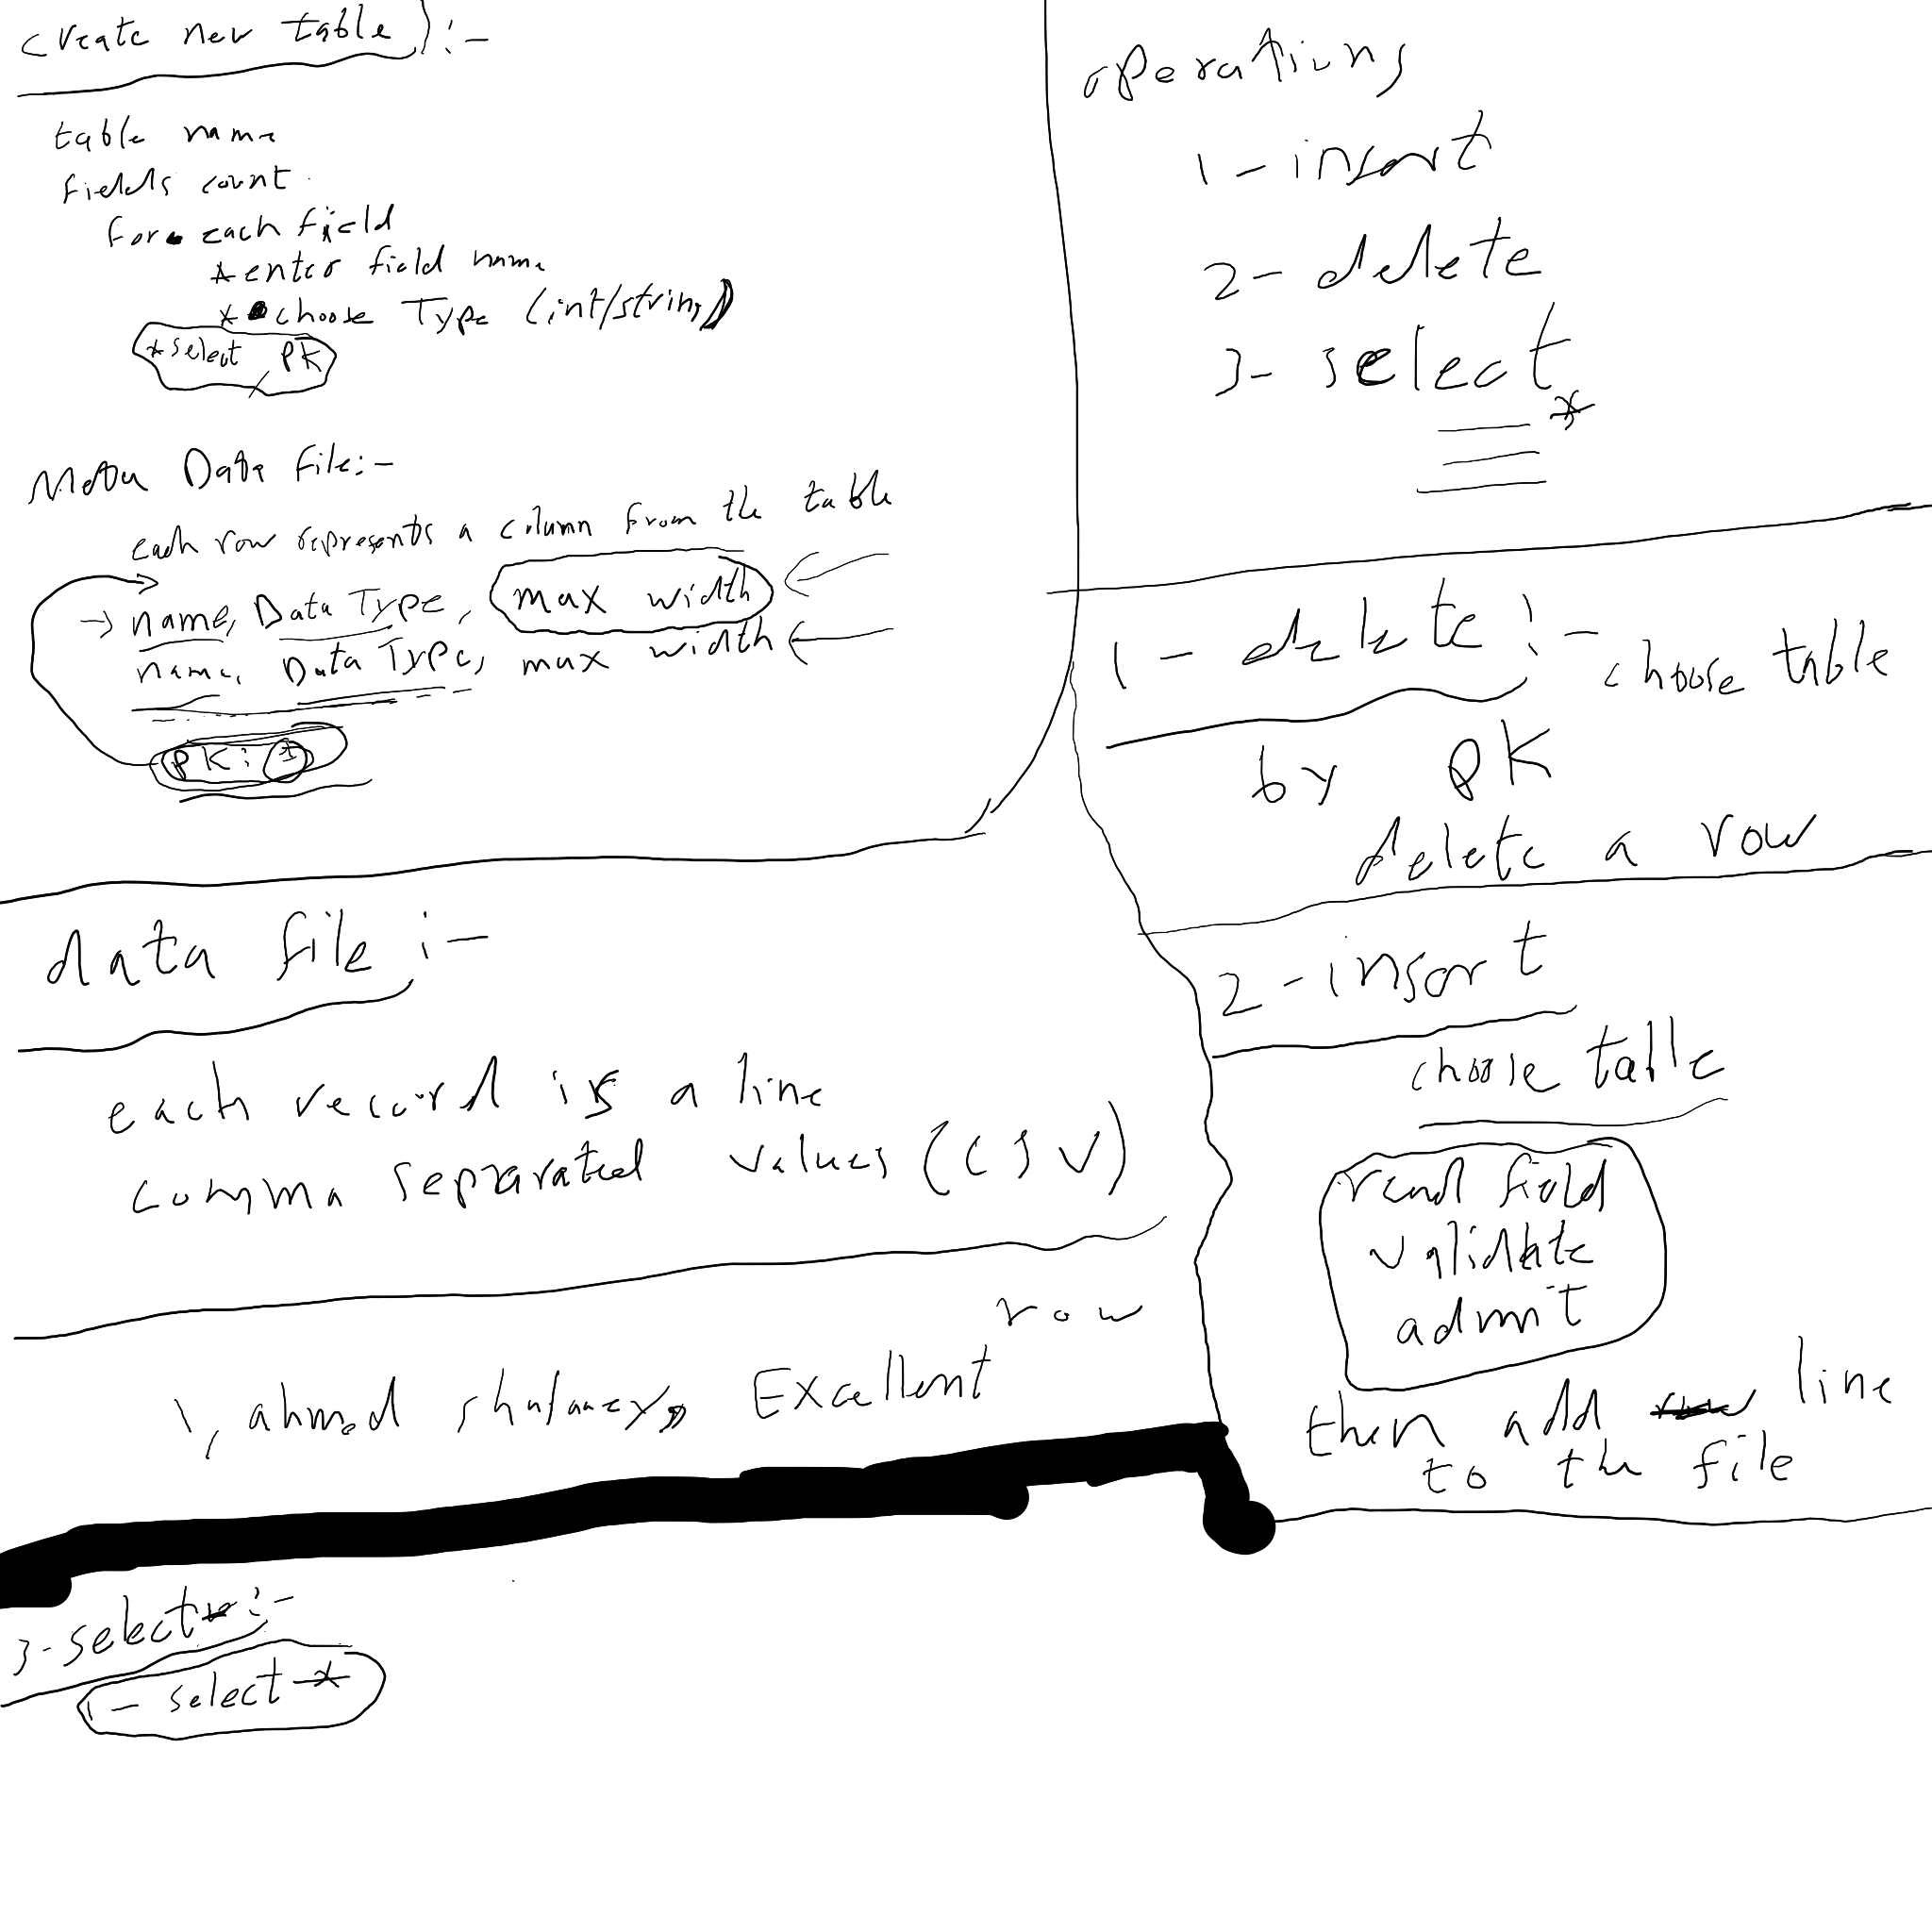 create new table):-
table name
fields count
for each field
*enter field name
* choose Type (int/string)
*select PK
Meta Data file:-
each row represents a column from the table
→ name, Data Type, max width
name, Data Type, max width
PK: 1
data file :-
each record is a line
comma separated values (CSV)
row
1, ahmed Excellent
operations
1- insert
2- delete
3- select
*
1- delete :- choose table
by PK
delete a row
2- insert
choose table
read field
validate
admit
then add line
to the file
3- select :-
1- select *